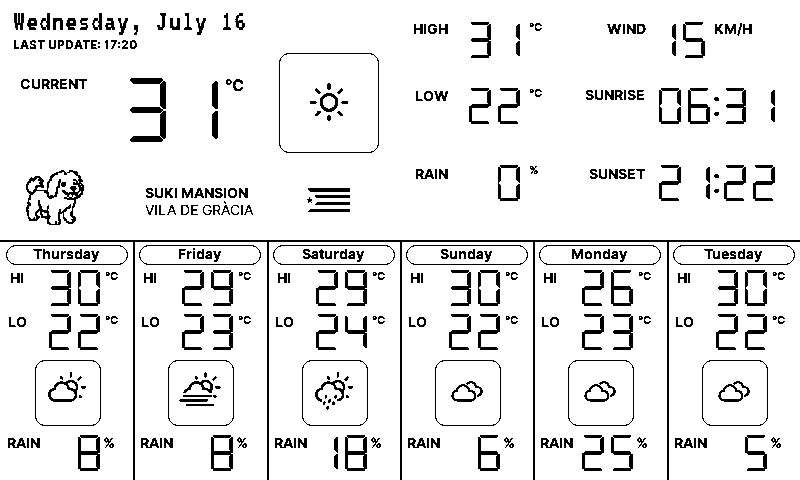 Wednesday, July 16
LAST UPDATE: 17:20
CURRENT 31 °C
SUKI MANSION
VILA DE GRÀCIA
HIGH 31 °C
WIND 15 KM/H
LOW 22 °C
SUNRISE 06:31
RAIN 0 %
SUNSET 21:22
Thursday
HI 30 °C
LO 22 °C
RAIN 8 %
Friday
HI 29 °C
LO 23 °C
RAIN 8 %
Saturday
HI 29 °C
LO 24 °C
RAIN 18 %
Sunday
HI 30 °C
LO 22 °C
RAIN 6 %
Monday
HI 26 °C
LO 23 °C
RAIN 25 %
Tuesday
HI 30 °C
LO 22 °C
RAIN 5 %